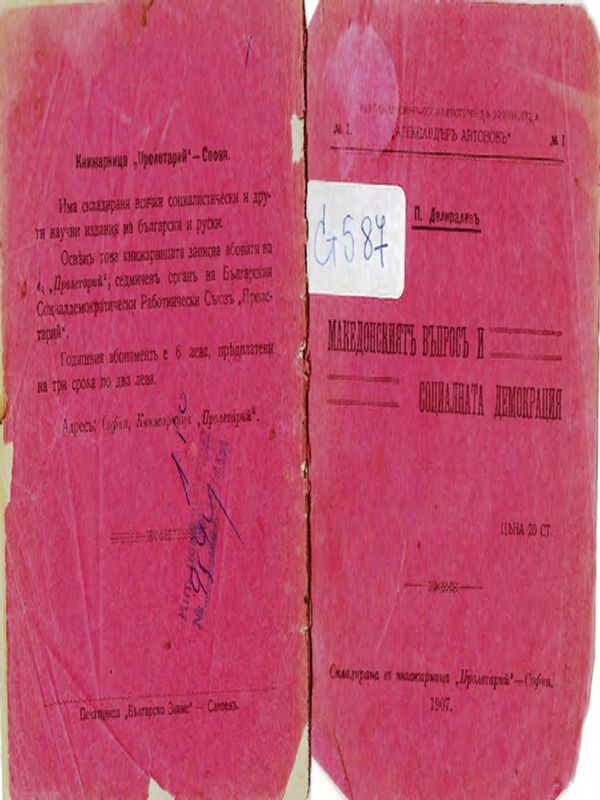 Книжарница „Пролетарий“ — София.
Има складирани всички социалистически и дру-
ти научни издания на български и руски.
Освѣнъ това книжарницата записва абонати на
в. „Пролетарий“, седмиченъ органъ на Българския
Социалдемократически Работнически Съюзъ „Проле-
тарий“.
Годишния абонаментъ е 6 лева, прѣдплатени
на три срока по два лева.
Адресъ: София, Книжарница „Пролетарий“.
Печатница „Българско Знаме“ — Сливенъ.
№ 1. „АЛЕКСАНДЪРЪ АВТОНОВЪ“ № 1
G587
П. Делирадевъ
МАКЕДОНСКИЯТЪ ВЪПРОСЪ И
СОЦИАЛНАТА ДЕМОКРАЦИЯ
ЦѢНА 20 СТ.
Складирана въ книжарница „Пролетарий“ — София,
1907.